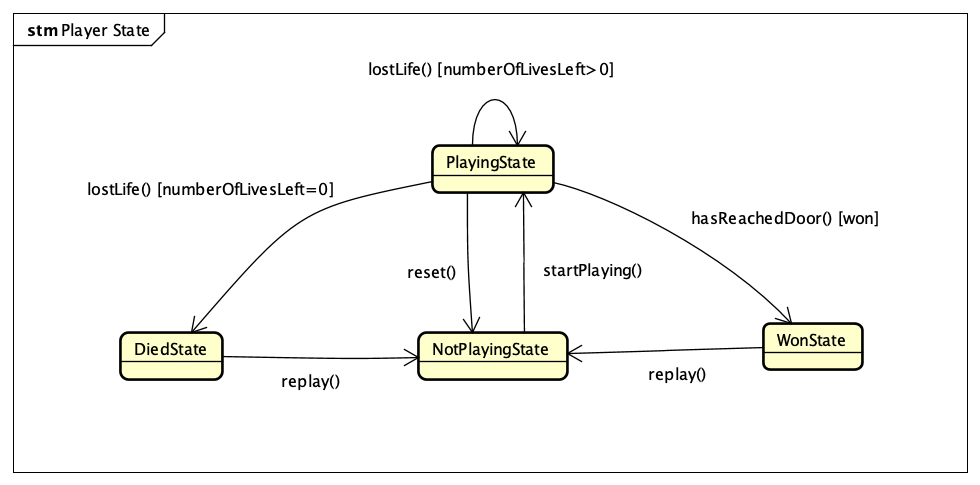 stm Player State
lostLife() [numberOfLivesLeft>0]
PlayingState
lostLife() [numberOfLivesLeft=0]
hasReachedDoor() [won]
reset()
startPlaying()
DiedState
NotPlayingState
WonState
replay()
replay()